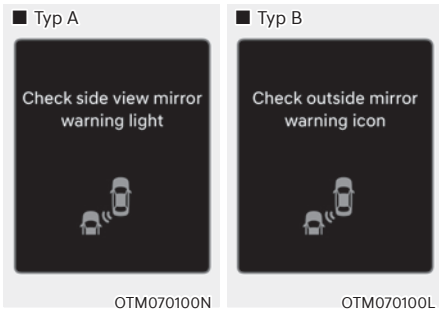 ■ Typ A
Check side view mirror
warning light
OTM070100N
■ Typ B
Check outside mirror
warning icon
OTM070100L